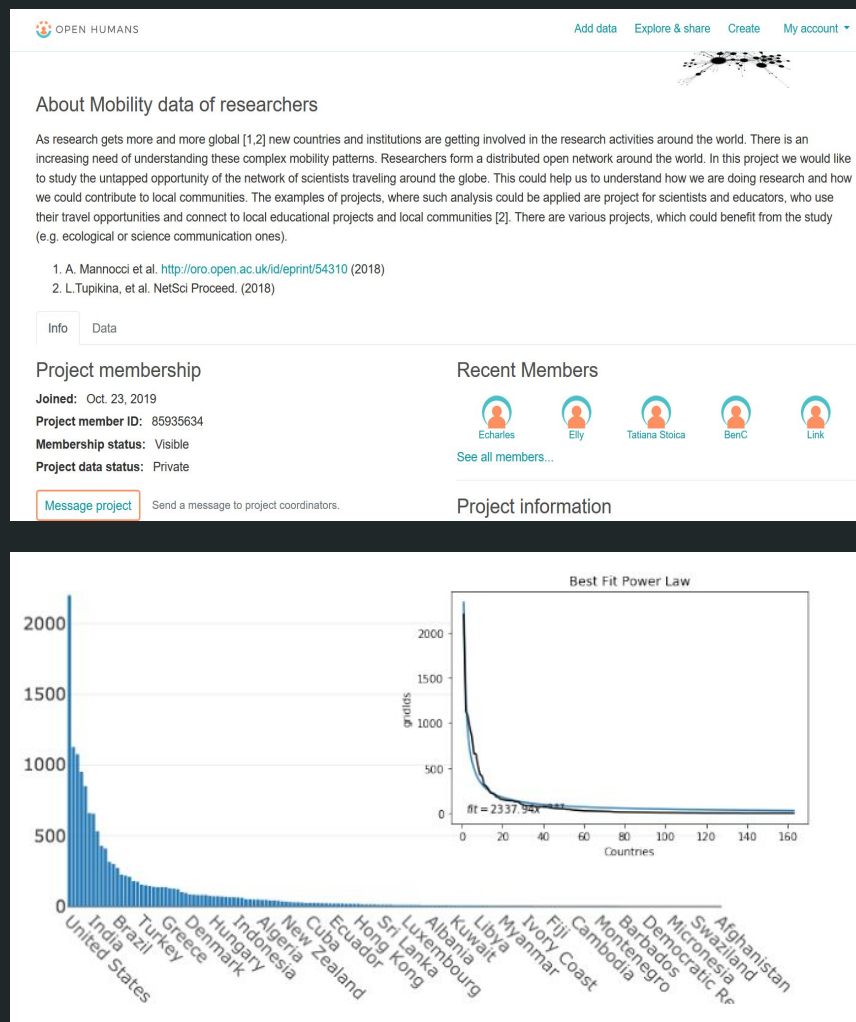 OPEN HUMANS
Add data Explore & share Create My account
About Mobility data of researchers
As research gets more and more global [1,2] new countries and institutions are getting involved in the research activities around the world. There is an
increasing need of understanding these complex mobility patterns. Researchers form a distributed open network around the world. In this project we would like
to study the untapped opportunity of the network of scientists traveling around the globe. This could help us to understand how we are doing research and how
we could contribute to local communities. The examples of projects, where such analysis could be applied are project for scientists and educators, who use
their travel opportunities and connect to local educational projects and local communities [2]. There are various projects, which could benefit from the study
(e.g. ecological or science communication ones).
1. A. Mannocci et al. http://oro.open.ac.uk/id/eprint/54310 (2018)
2. L.Tupikina, et al. NetSci Proceed. (2018)
Info Data
Project membership
Joined: Oct. 23, 2019
Project member ID: 85935634
Membership status: Visible
Project data status: Private
Message project Send a message to project coordinators.
Recent Members
Echarles Elly Tatiana Stoica BenC Link
See all members...
Project information
2000
1500
1000
500
0
United States
India
Brazil
Turkey
Greece
Denmark
Hungary
Indonesia
Algeria
New Zealand
Cuba
Ecuador
Hong Kong
Sri Lanka
Luxembourg
Albania
Kuwait
Libya
Myanmar
Ivory Coast
Fiji
Cambodia
Montenegro
Barbados
Democratic Re
Micronesia
Swaziland
Afghanistan
Best Fit Power Law
gridIds
2000
1500
1000
500
0
fit = 2337.94x
0 20 40 60 80 100 120 140 160
Countries